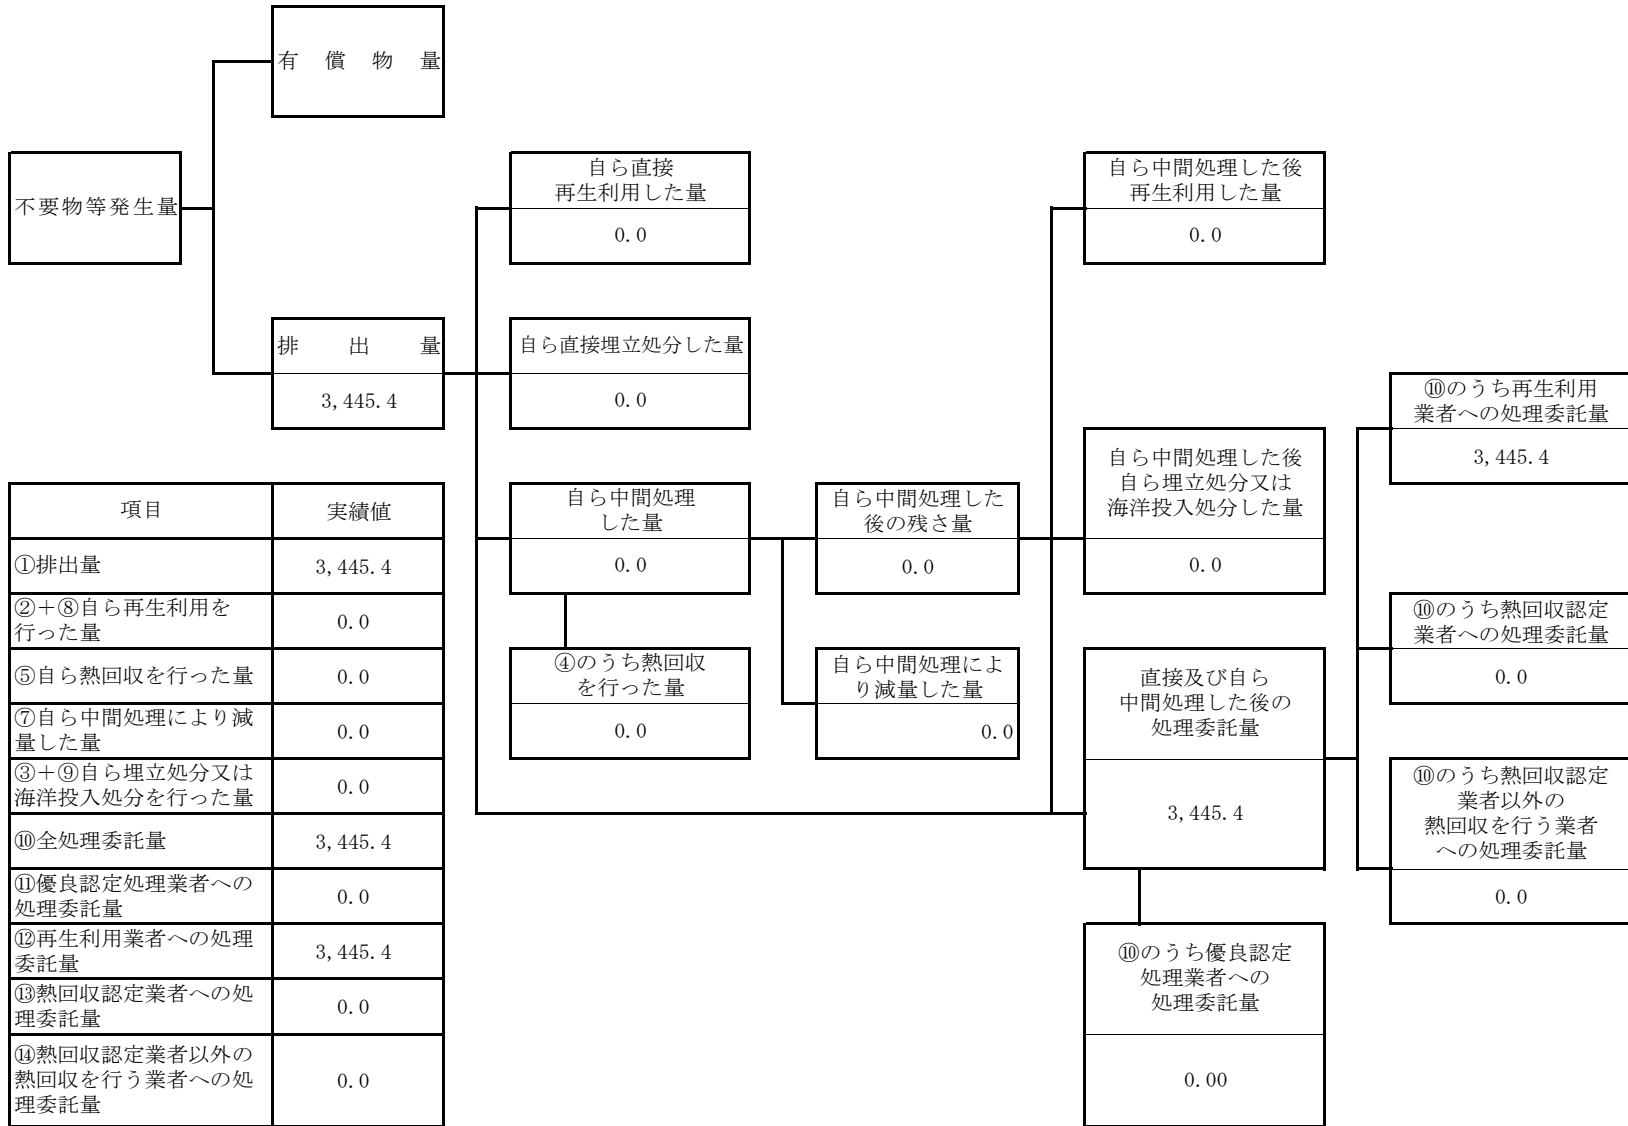 有償物量
不要物等発生量
自ら直接
再生利用した量
0.0
自ら中間処理した後
再生利用した量
0.0
排出量
3,445.4
自ら直接埋立処分した量
0.0
⑩のうち再生利用
業者への処理委託量
3,445.4
自ら中間処理
した量
0.0
自ら中間処理した
後の残さ量
0.0
自ら中間処理した後
自ら埋立処分又は
海洋投入処分した量
0.0
⑩のうち熱回収認定
業者への処理委託量
0.0
④のうち熱回収
を行った量
0.0
自ら中間処理によ
り減量した量
0.0
直接及び自ら
中間処理した後の
処理委託量
3,445.4
⑩のうち熱回収認定
業者以外の
熱回収を行う業者
への処理委託量
0.0
⑩のうち優良認定
処理業者への
処理委託量
0.00
項目 実績値
①排出量 3,445.4
②+⑧自ら再生利用を
行った量 0.0
⑤自ら熱回収を行った量 0.0
⑦自ら中間処理により減
量した量 0.0
③+⑨自ら埋立処分又は
海洋投入処分を行った量 0.0
⑩全処理委託量 3,445.4
⑪優良認定処理業者への
処理委託量 0.0
⑫再生利用業者への処理
委託量 3,445.4
⑬熱回収認定業者への処
理委託量 0.0
⑭熱回収認定業者以外の
熱回収を行う業者への処
理委託量 0.0